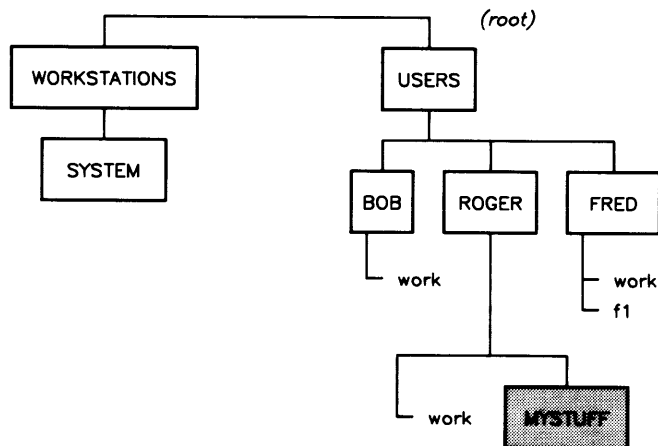 (root)
WORKSTATIONS
USERS
SYSTEM
BOB
ROGER
FRED
work
work
f1
work
MYSTUFF